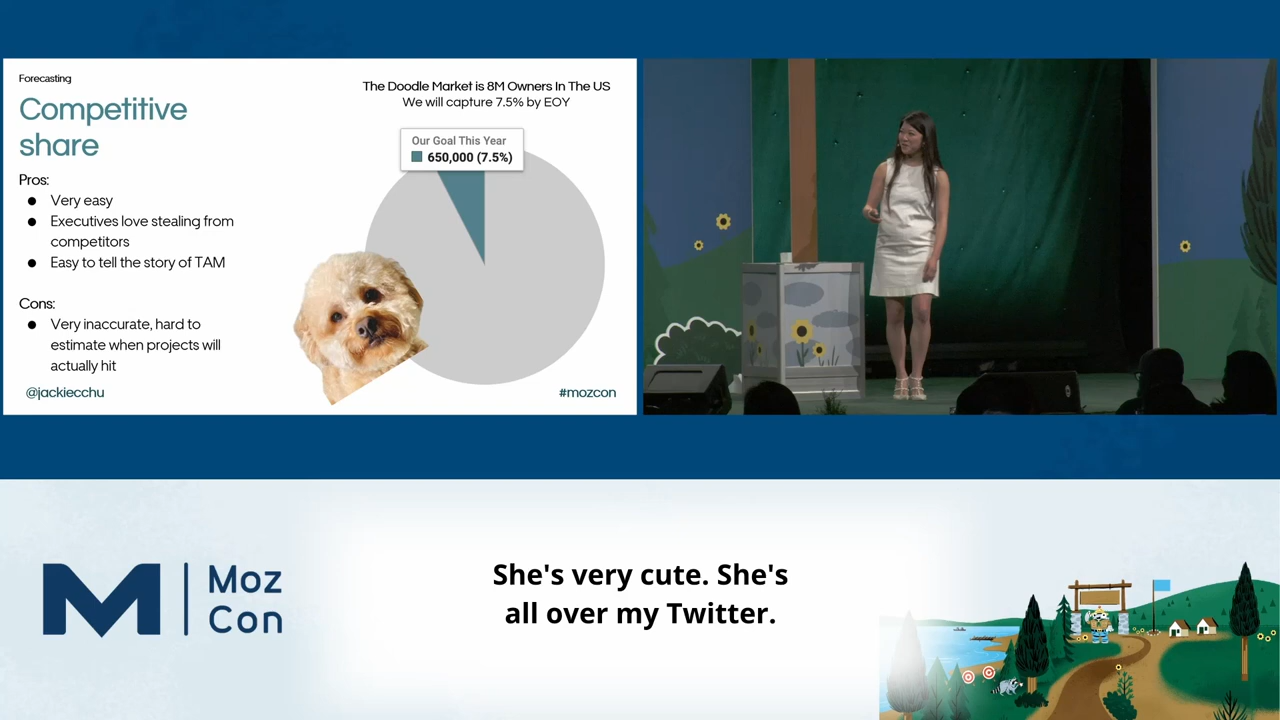 Forecasting
Competitive
share
Pros:
● Very easy
● Executives love stealing from
competitors
● Easy to tell the story of TAM
Cons:
● Very inaccurate, hard to
estimate when projects will
actually hit
@jackiecchu
The Doodle Market is 8M Owners In The US
We will capture 7.5% by EOY
Our Goal This Year
650,000 (7.5%)
#mozcon
M | Moz
Con
She's very cute. She's
all over my Twitter.